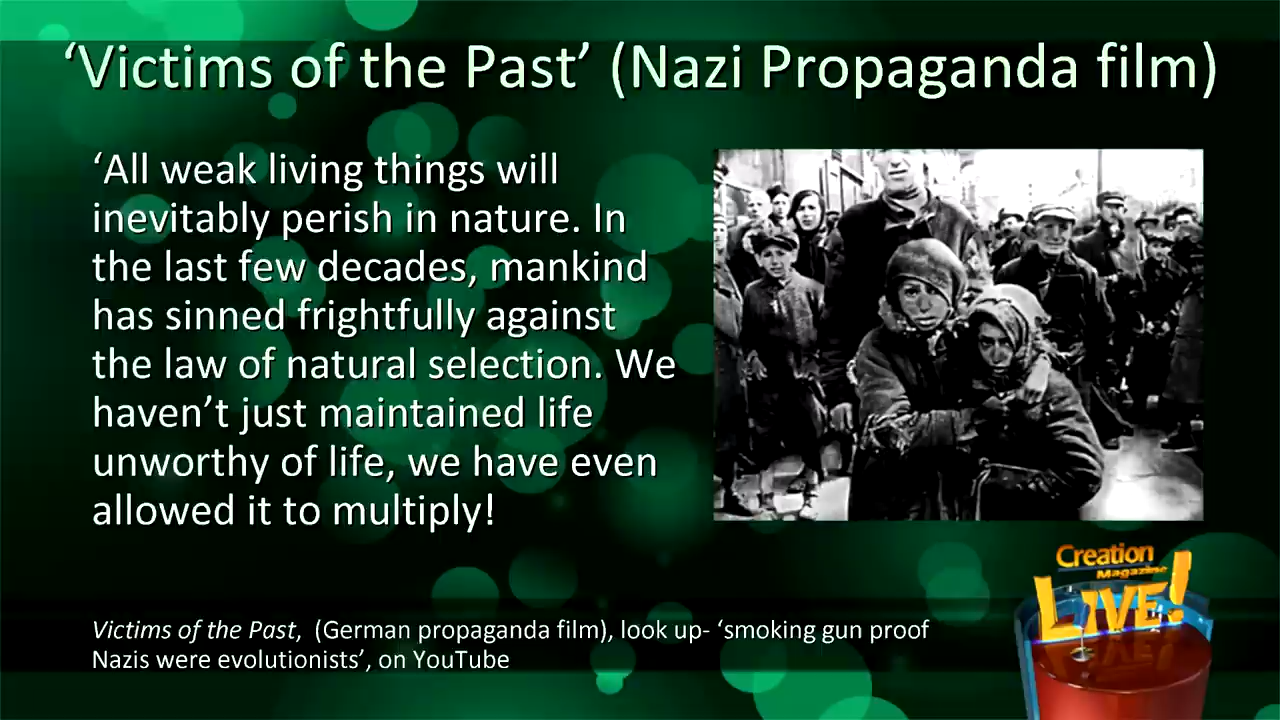 ‘Victims of the Past’ (Nazi Propaganda film)
‘All weak living things will
inevitably perish in nature. In
the last few decades, mankind
has sinned frightfully against
the law of natural selection. We
haven’t just maintained life
unworthy of life, we have even
allowed it to multiply!
Creation
Magazine
LIVE!
Victims of the Past,  (German propaganda film), look up- ‘smoking gun proof
Nazis were evolutionists’, on YouTube